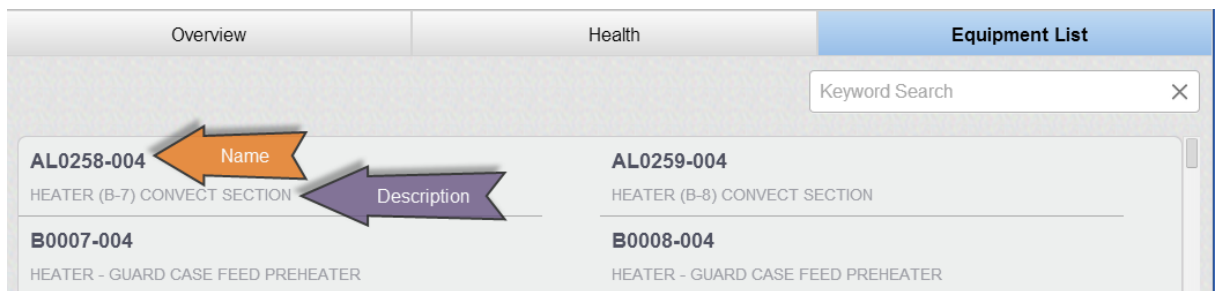 Overview Health Equipment List
Keyword Search
AL0258-004 Name AL0259-004
HEATER (B-7) CONVECT SECTION Description HEATER (B-8) CONVECT SECTION
B0007-004 B0008-004
HEATER - GUARD CASE FEED PREHEATER HEATER - GUARD CASE FEED PREHEATER